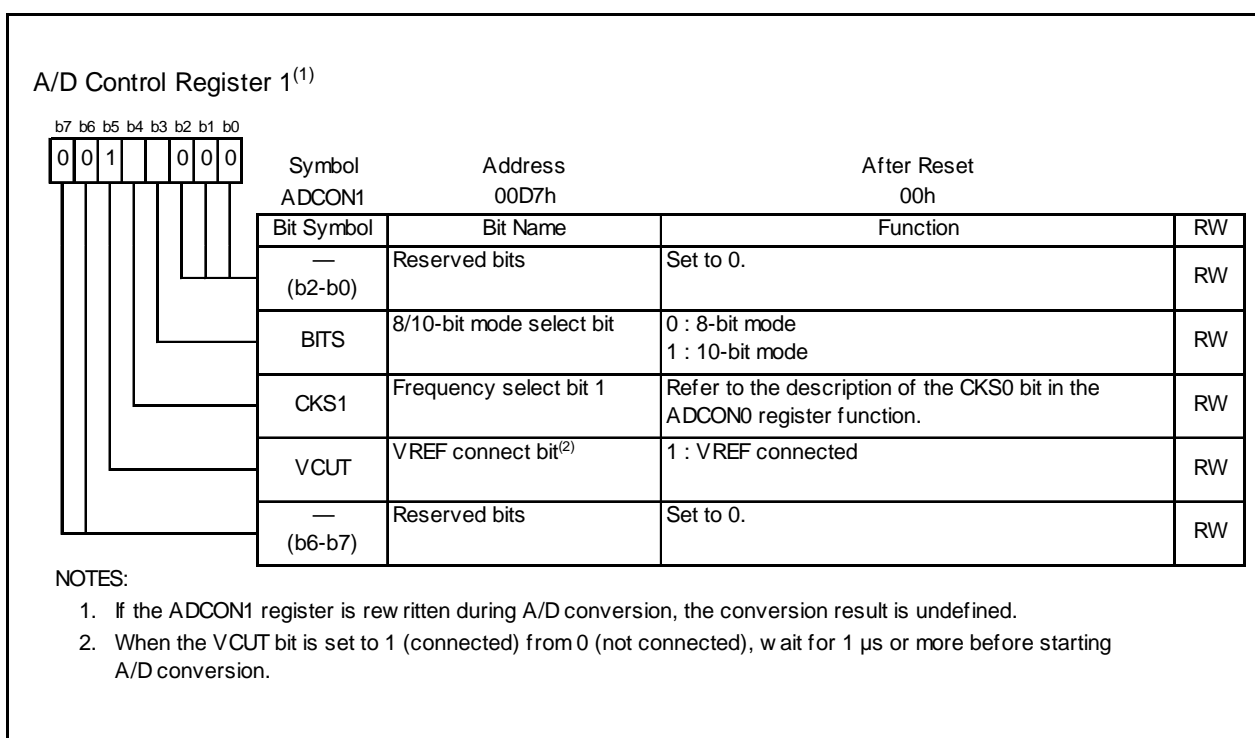 A/D Control Register 1(1)
b7 b6 b5 b4 b3 b2 b1 b0
0 0 1 0 0 0
Symbol Address After Reset
ADCON1 00D7h 00h
Bit Symbol Bit Name Function RW
— (b2-b0) Reserved bits Set to 0. RW
BITS 8/10-bit mode select bit 0 : 8-bit mode RW
1 : 10-bit mode
CKS1 Frequency select bit 1 Refer to the description of the CKS0 bit in the RW
ADCON0 register function.
VCUT VREF connect bit(2) 1 : VREF connected RW
— (b6-b7) Reserved bits Set to 0. RW
NOTES:
1. If the ADCON1 register is rewritten during A/D conversion, the conversion result is undefined.
2. When the VCUT bit is set to 1 (connected) from 0 (not connected), wait for 1 µs or more before starting
A/D conversion.